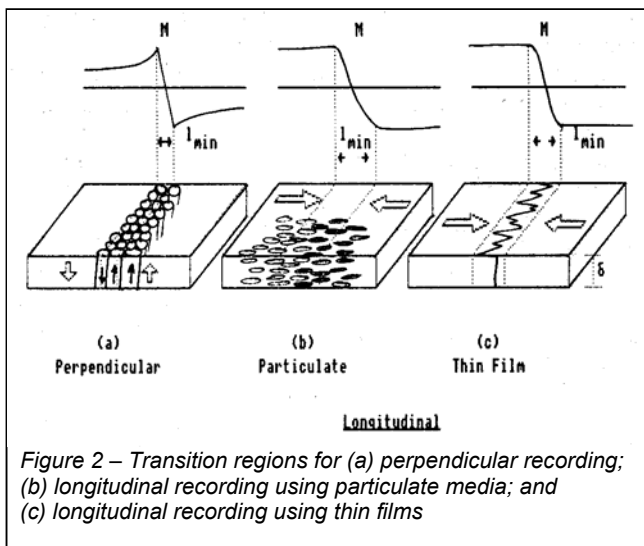 M M M
l min l min l min
δ
(a) (b) (c)
Perpendicular Particulate Thin Film
Longitudinal
Figure 2 – Transition regions for (a) perpendicular recording;
(b) longitudinal recording using particulate media; and
(c) longitudinal recording using thin films